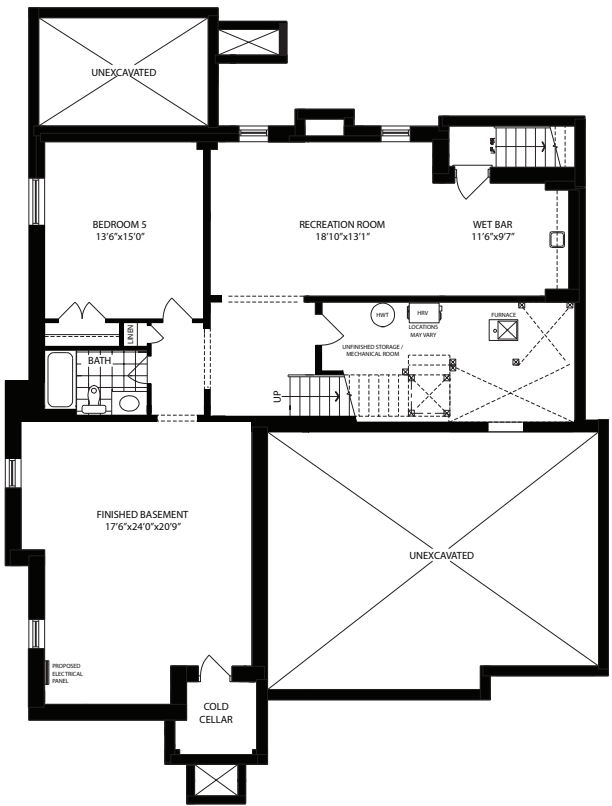 UNEXCAVATED
BEDROOM 5
13'6"x15'0"
RECREATION ROOM
18'10"x13'1"
WET BAR
11'6"x9'7"
LINEN
HWT
HRV
LOCATIONS
MAY VARY
FURNACE
UNFINISHED STORAGE /
MECHANICAL ROOM
BATH
UP
FINISHED BASEMENT
17'6"x24'0"x20'9"
UNEXCAVATED
PROPOSED
ELECTRICAL
PANEL
COLD
CELLAR